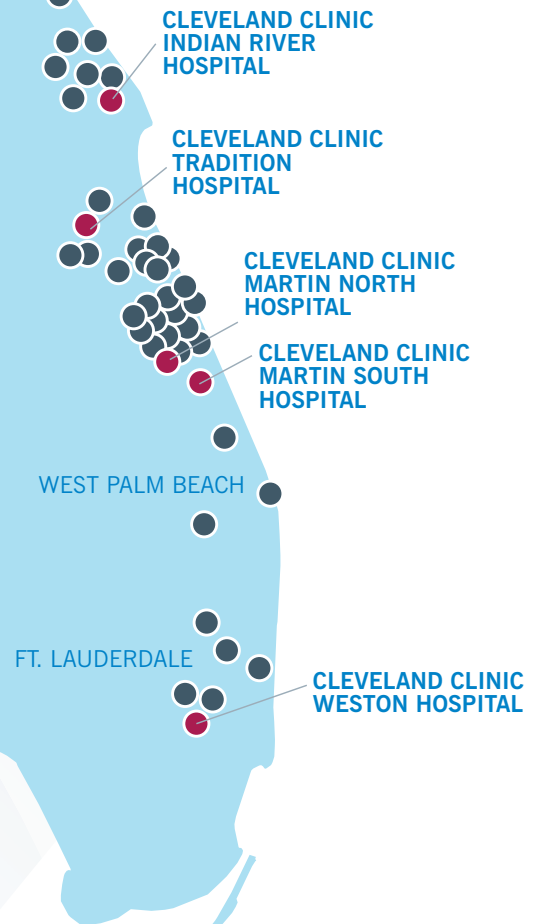 CLEVELAND CLINIC
INDIAN RIVER
HOSPITAL
CLEVELAND CLINIC
TRADITION
HOSPITAL
CLEVELAND CLINIC
MARTIN NORTH
HOSPITAL
CLEVELAND CLINIC
MARTIN SOUTH
HOSPITAL
WEST PALM BEACH
FT. LAUDERDALE
CLEVELAND CLINIC
WESTON HOSPITAL